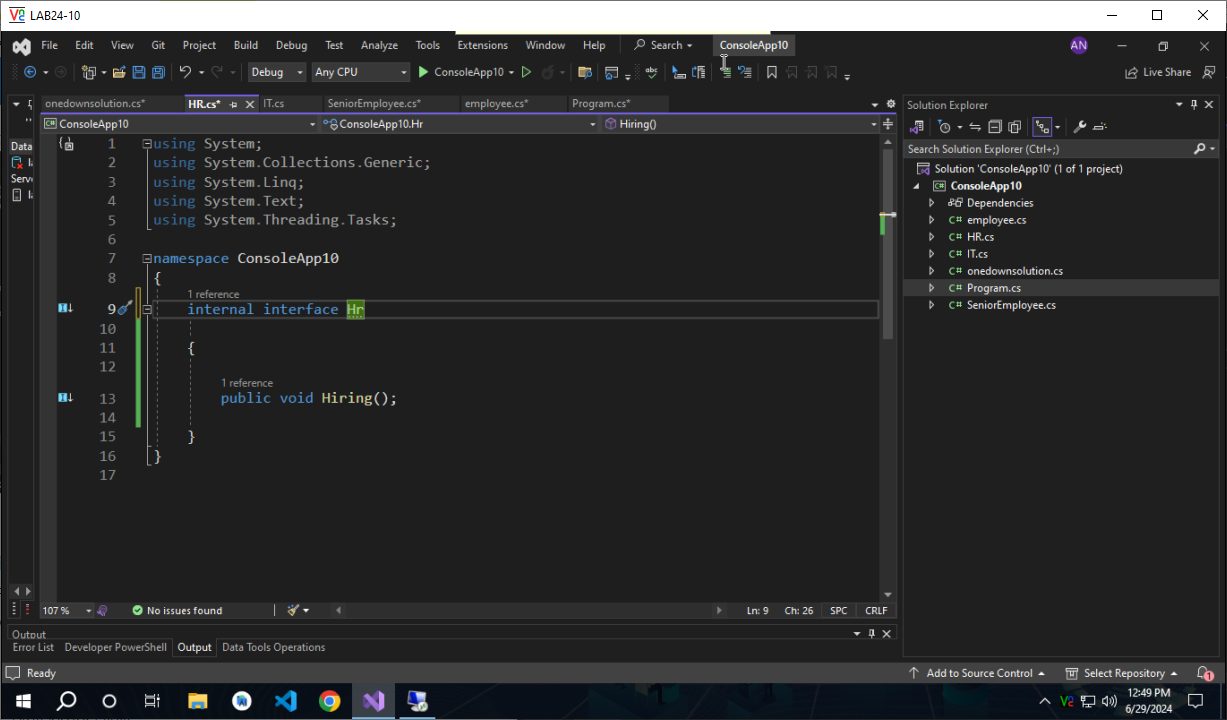 LAB24-10
File Edit View Git Project Build Debug Test Analyze Tools Extensions Window Help Search ConsoleApp10 AN
Debug Any CPU ConsoleApp10 Live Share
onedownsolution.cs* HR.cs* IT.cs SeniorEmployee.cs* employee.cs* Program.cs*
ConsoleApp10 ConsoleApp10.Hr Hiring()
Data
Serv
1 using System;
2 using System.Collections.Generic;
3 using System.Linq;
4 using System.Text;
5 using System.Threading.Tasks;
6
7 namespace ConsoleApp10
8 {
1 reference
9 internal interface Hr
10
11 {
12
1 reference
13 public void Hiring();
14
15 }
16 }
17
107 % No issues found Ln: 9 Ch: 26 SPC CRLF
Output
Error List Developer PowerShell Output Data Tools Operations
Solution Explorer
Search Solution Explorer (Ctrl+;)
Solution 'ConsoleApp10' (1 of 1 project)
C# ConsoleApp10
Dependencies
C# employee.cs
C# HR.cs
C# IT.cs
C# onedownsolution.cs
C# Program.cs
C# SeniorEmployee.cs
Ready Add to Source Control Select Repository 1
12:49 PM
6/29/2024